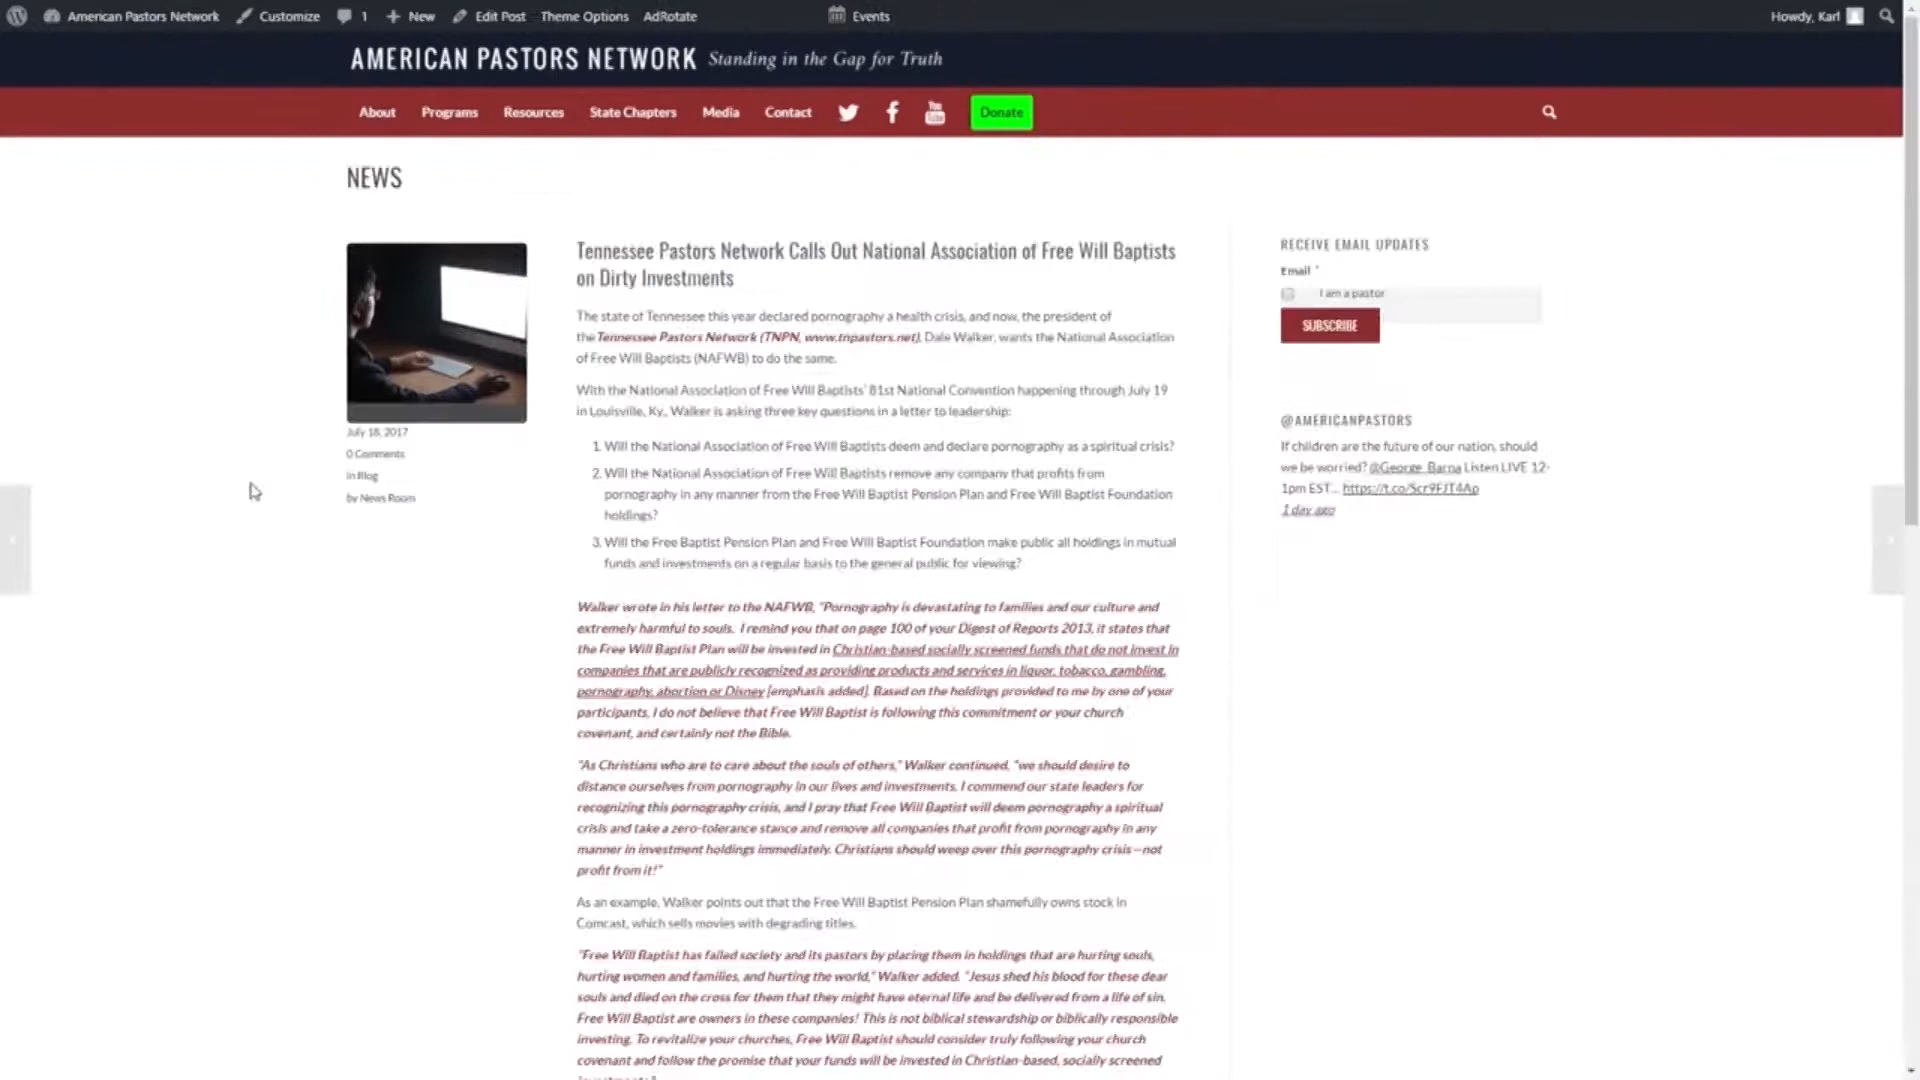 American Pastors Network Customize 1 New Edit Post Theme Options AdRotate Events Howdy, Karl
AMERICAN PASTORS NETWORK Standing in the Gap for Truth
About Programs Resources State Chapters Media Contact You Tube Donate
NEWS
Tennessee Pastors Network Calls Out National Association of Free Will Baptists
on Dirty Investments
The state of Tennessee this year declared pornography a health crisis, and now, the president of
the Tennessee Pastors Network (TNPN, www.tnpastors.net), Dale Walker, wants the National Association
of Free Will Baptists (NAFWB) to do the same.
With the National Association of Free Will Baptists' 81st National Convention happening through July 19
in Louisville, Ky., Walker is asking three key questions in a letter to leadership:
1. Will the National Association of Free Will Baptists deem and declare pornography as a spiritual crisis?
2. Will the National Association of Free Will Baptists remove any company that profits from
pornography in any manner from the Free Will Baptist Pension Plan and Free Will Baptist Foundation
holdings?
3. Will the Free Baptist Pension Plan and Free Will Baptist Foundation make public all holdings in mutual
funds and investments on a regular basis to the general public for viewing?
Walker wrote in his letter to the NAFWB, "Pornography is devastating to families and our culture and
extremely harmful to souls. I remind you that on page 100 of your Digest of Reports 2013, it states that
the Free Will Baptist Plan will be invested in Christian-based socially screened funds that do not invest in
companies that are publicly recognized as providing products and services in liquor, tobacco, gambling,
pornography, abortion or Disney [emphasis added]. Based on the holdings provided to me by one of your
participants, I do not believe that Free Will Baptist is following this commitment or your church
covenant, and certainly not the Bible.
"As Christians who are to care about the souls of others," Walker continued, "we should desire to
distance ourselves from pornography in our lives and investments. I commend our state leaders for
recognizing this pornography crisis, and I pray that Free Will Baptist will deem pornography a spiritual
crisis and take a zero-tolerance stance and remove all companies that profit from pornography in any
manner in investment holdings immediately. Christians should weep over this pornography crisis—not
profit from it!"
As an example, Walker points out that the Free Will Baptist Pension Plan shamefully owns stock in
Comcast, which sells movies with degrading titles.
"Free Will Baptist has failed society and its pastors by placing them in holdings that are hurting souls,
hurting women and families, and hurting the world," Walker added. "Jesus shed his blood for these dear
souls and died on the cross for them that they might have eternal life and be delivered from a life of sin.
Free Will Baptist are owners in these companies! This is not biblical stewardship or biblically responsible
investing. To revitalize your churches, Free Will Baptist should consider truly following your church
covenant and follow the promise that your funds will be invested in Christian-based, socially screened
July 18, 2017
0 Comments
in Blog
by News Room
RECEIVE EMAIL UPDATES
Email *
I am a pastor
SUBSCRIBE
@AMERICANPASTORS
If children are the future of our nation, should
we be worried? @George_Barna Listen LIVE 12-
1pm EST... https://t.co/Scr9FJT4Ap
1 day ago